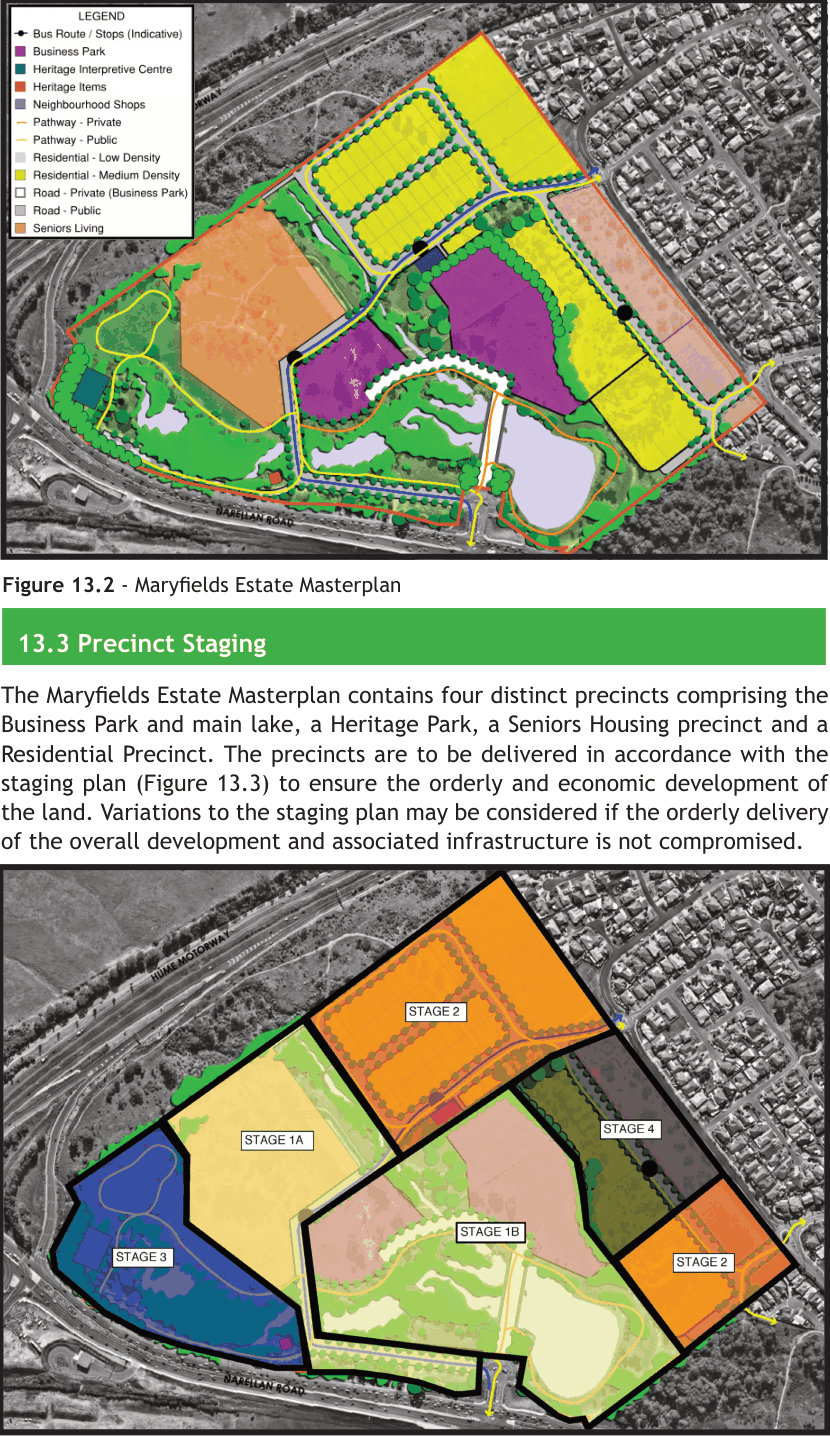 LEGEND
Bus Route / Stops (Indicative)
Business Park
Heritage Interpretive Centre
Heritage Items
Neighbourhood Shops
Pathway - Private
Pathway - Public
Residential - Low Density
Residential - Medium Density
Road - Private (Business Park)
Road - Public
Seniors Living
NARELLAN ROAD
Figure 13.2 - Maryfields Estate Masterplan
13.3 Precinct Staging
The Maryfields Estate Masterplan contains four distinct precincts comprising the
Business Park and main lake, a Heritage Park, a Seniors Housing precinct and a
Residential Precinct. The precincts are to be delivered in accordance with the
staging plan (Figure 13.3) to ensure the orderly and economic development of
the land. Variations to the staging plan may be considered if the orderly delivery
of the overall development and associated infrastructure is not compromised.
HUME MOTORWAY
STAGE 2
STAGE 1A
STAGE 4
STAGE 1B
STAGE 3
STAGE 2
NARELLAN ROAD